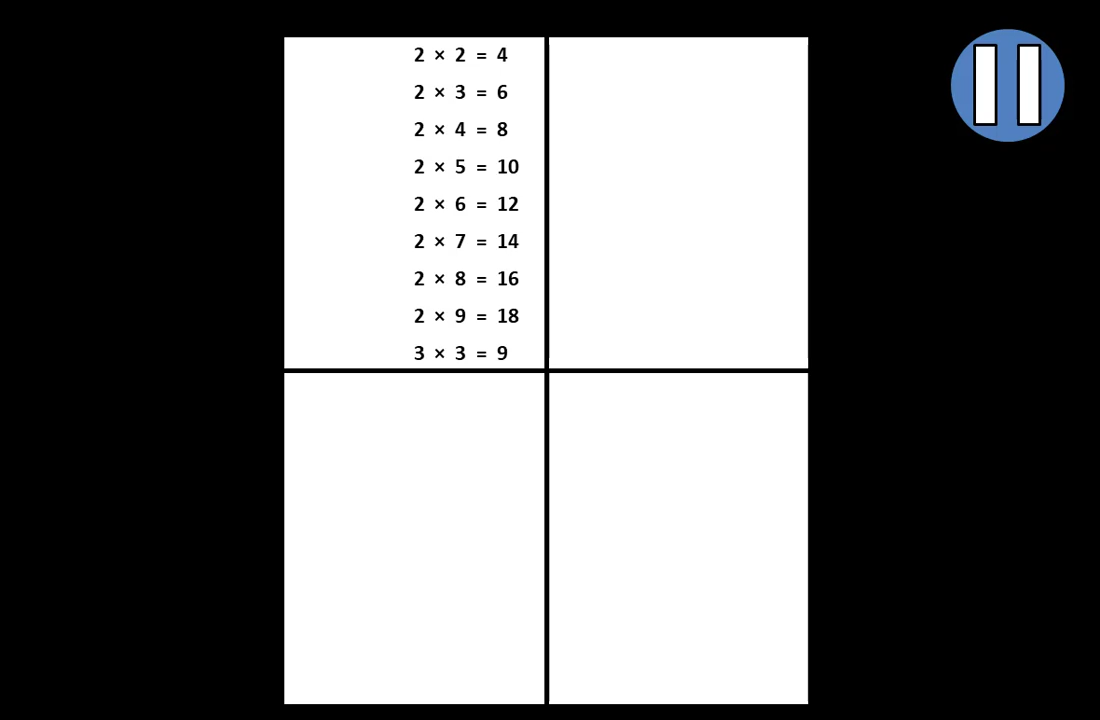 2 × 2 = 4
2 × 3 = 6
2 × 4 = 8
2 × 5 = 10
2 × 6 = 12
2 × 7 = 14
2 × 8 = 16
2 × 9 = 18
3 × 3 = 9